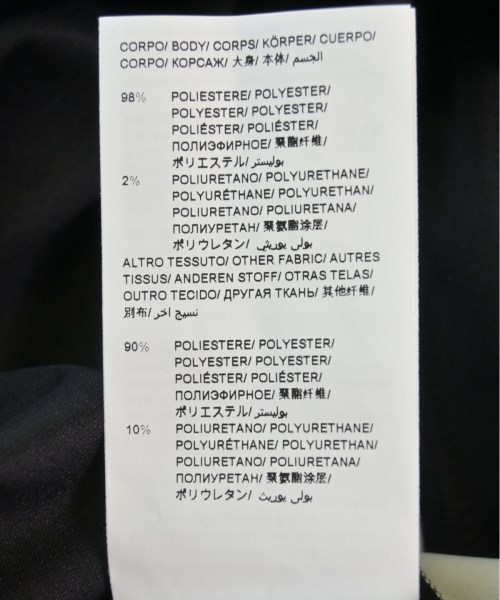 CORPO/ BODY/ CORPS/ KÖRPER/ CUERPO/
CORPO/ КОРСАЖ/ 大身/ 本体/ الجسم
98% POLIESTERE/ POLYESTER/
POLYESTER/ POLYESTER/
POLIÉSTER/ POLIÉSTER/
ПОЛИЭФИРНОЕ/ 聚酯纤维/
ポリエステル/ بوليستر
2% POLIURETANO/ POLYURETHANE/
POLYURÉTHANE/ POLYURETHAN/
POLIURETANO/ POLIURETANA/
ПОЛИУРЕТАН/ 聚氨酯涂层/
ポリウレタン/ بولى يوريثي
ALTRO TESSUTO/ OTHER FABRIC/ AUTRES
TISSUS/ ANDEREN STOFF/ OTRAS TELAS/
OUTRO TECIDO/ ДРУГАЯ ТКАНЬ/ 其他纤维/
別布/ نسيج اخر
90% POLIESTERE/ POLYESTER/
POLYESTER/ POLYESTER/
POLIÉSTER/ POLIÉSTER/
ПОЛИЭФИРНОЕ/ 聚酯纤维/
ポリエステル/ بوليستر
10% POLIURETANO/ POLYURETHANE/
POLYURÉTHANE/ POLYURETHAN/
POLIURETANO/ POLIURETANA/
ПОЛИУРЕТАН/ 聚氨酯涂层/
ポリウレタン/ بولى يوريث